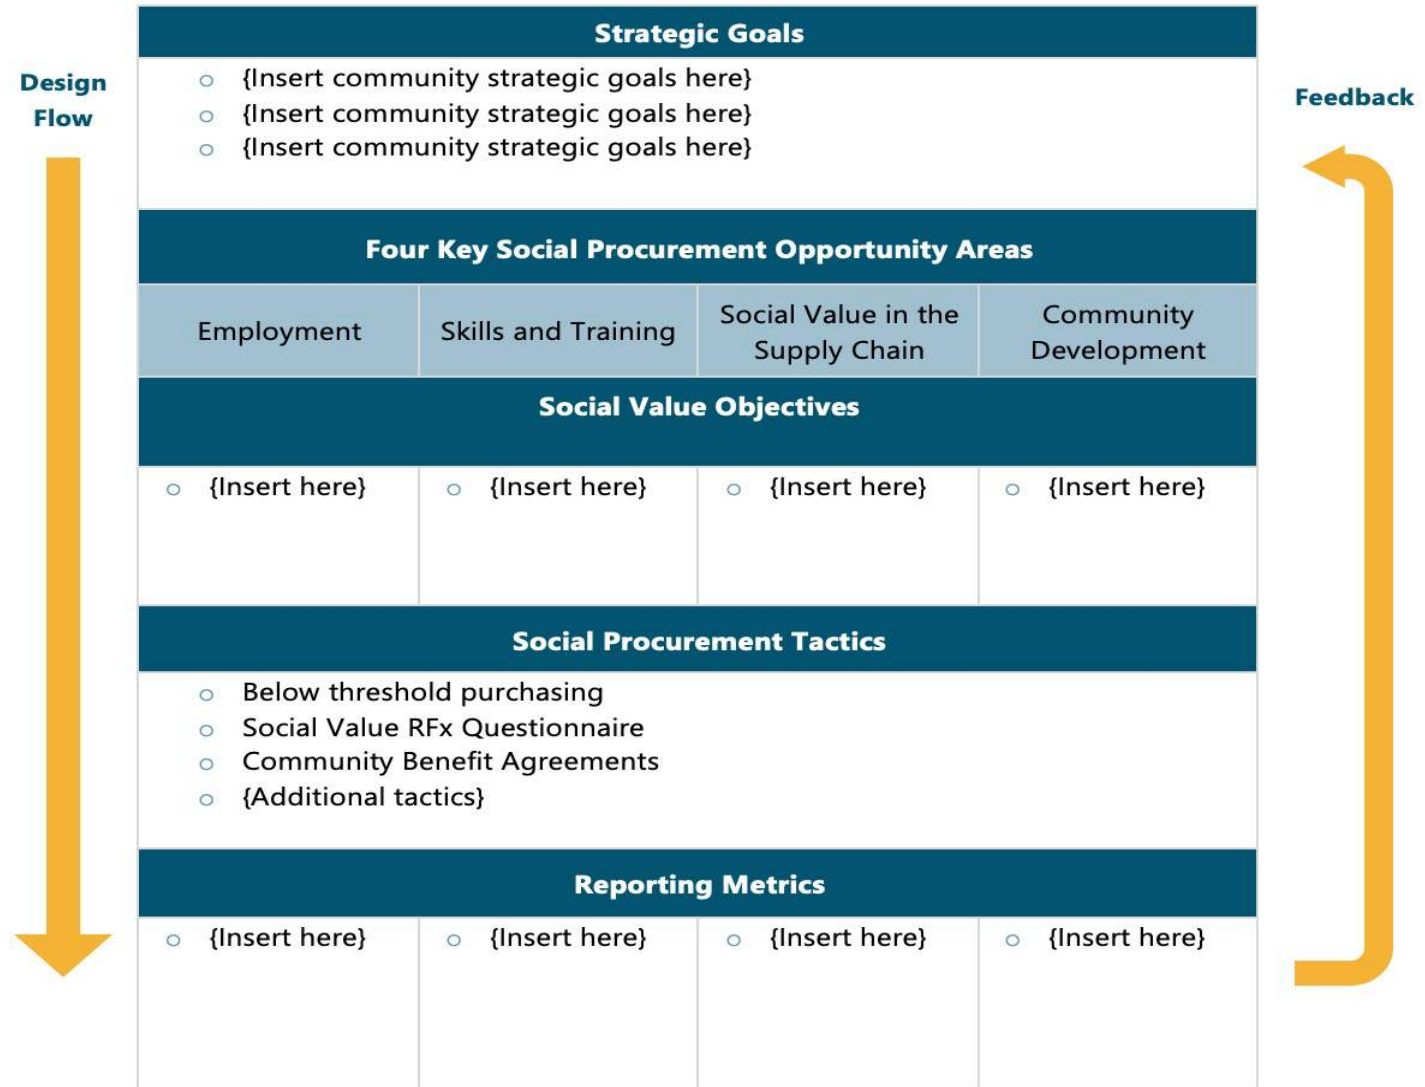 Strategic Goals
Design
Flow
○ {Insert community strategic goals here}
○ {Insert community strategic goals here}
○ {Insert community strategic goals here}
Feedback
Four Key Social Procurement Opportunity Areas
Employment
Skills and Training
Social Value in the
Supply Chain
Community
Development
Social Value Objectives
○ {Insert here}
○ {Insert here}
○ {Insert here}
○ {Insert here}
Social Procurement Tactics
○ Below threshold purchasing
○ Social Value RFx Questionnaire
○ Community Benefit Agreements
○ {Additional tactics}
Reporting Metrics
○ {Insert here}
○ {Insert here}
○ {Insert here}
○ {Insert here}